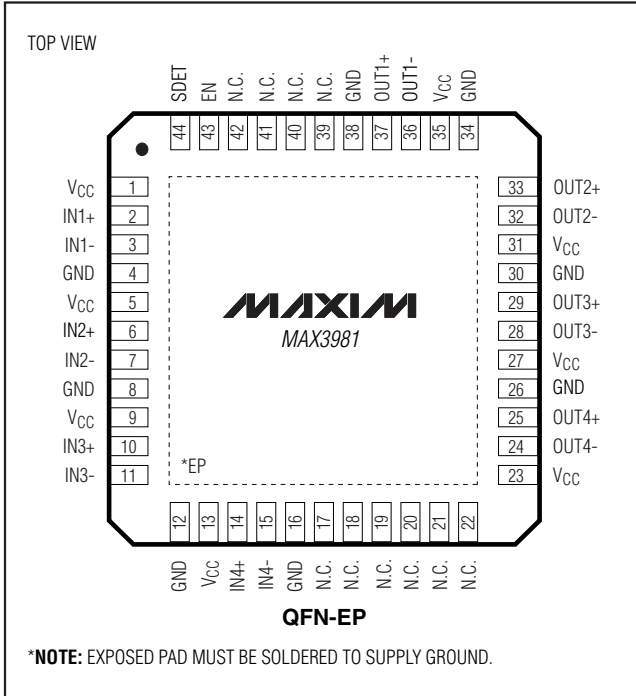 TOP VIEW
SDET
EN
N.C.
N.C.
N.C.
N.C.
GND
OUT1+
OUT1-
VCC
GND
44
43
42
41
40
39
38
37
36
35
34
VCC 1
IN1+ 2
IN1- 3
GND 4
VCC 5
IN2+ 6
IN2- 7
GND 8
VCC 9
IN3+ 10
IN3- 11
MAXIM
MAX3981
*EP
33 OUT2+
32 OUT2-
31 VCC
30 GND
29 OUT3+
28 OUT3-
27 VCC
26 GND
25 OUT4+
24 OUT4-
23 VCC
12
13
14
15
16
17
18
19
20
21
22
GND
VCC
IN4+
IN4-
GND
N.C.
N.C.
N.C.
N.C.
N.C.
N.C.
QFN-EP
*NOTE: EXPOSED PAD MUST BE SOLDERED TO SUPPLY GROUND.